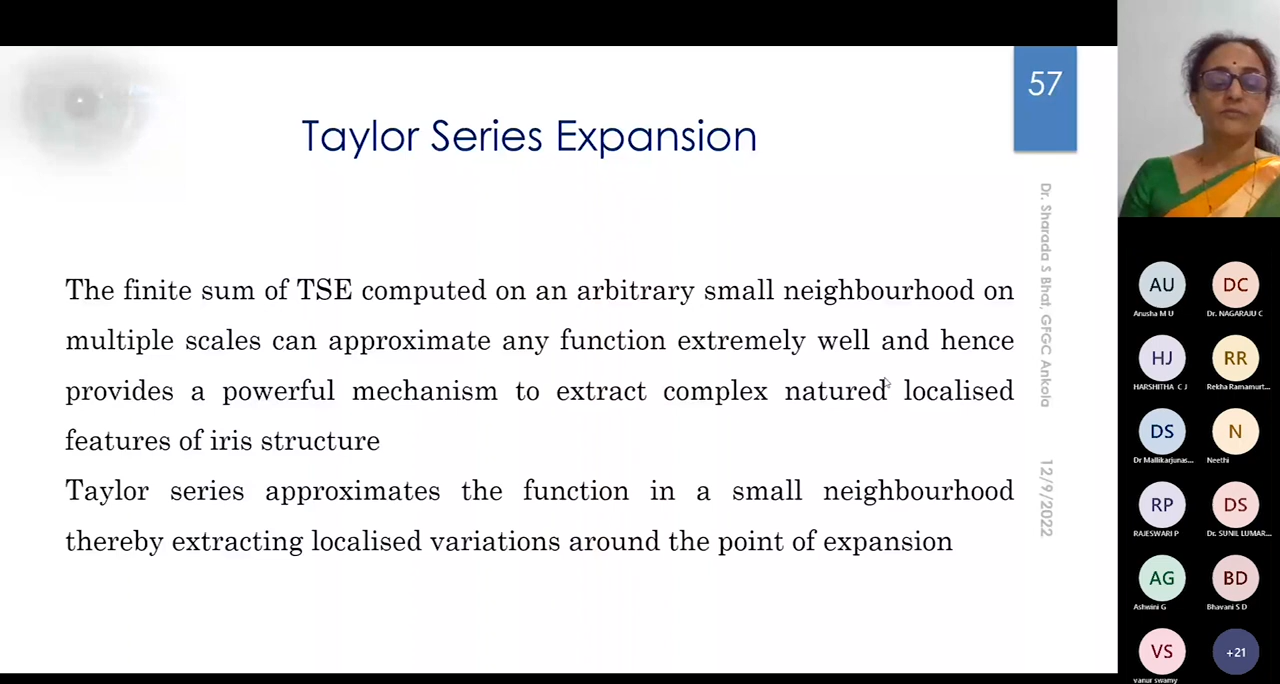 57
Taylor Series Expansion
The finite sum of TSE computed on an arbitrary small neighbourhood on
multiple scales can approximate any function extremely well and hence
provides a powerful mechanism to extract complex natured localised
features of iris structure
Taylor series approximates the function in a small neighbourhood
thereby extracting localised variations around the point of expansion
Dr. Sharada S Bhat, GFGC Ankola
12/9/2022
AU
DC
Anusha M U
Dr. NAGARAJU C
HJ
RR
HARSHITHA C J
Rekha Ramamurt...
DS
N
Dr Mallikarjunas...
Neethi
RP
DS
RAJESWARI P
Dr. SUNIL LUMAR...
AG
BD
Ashwini G
Bhavani S D
VS
+21
vanur swamy